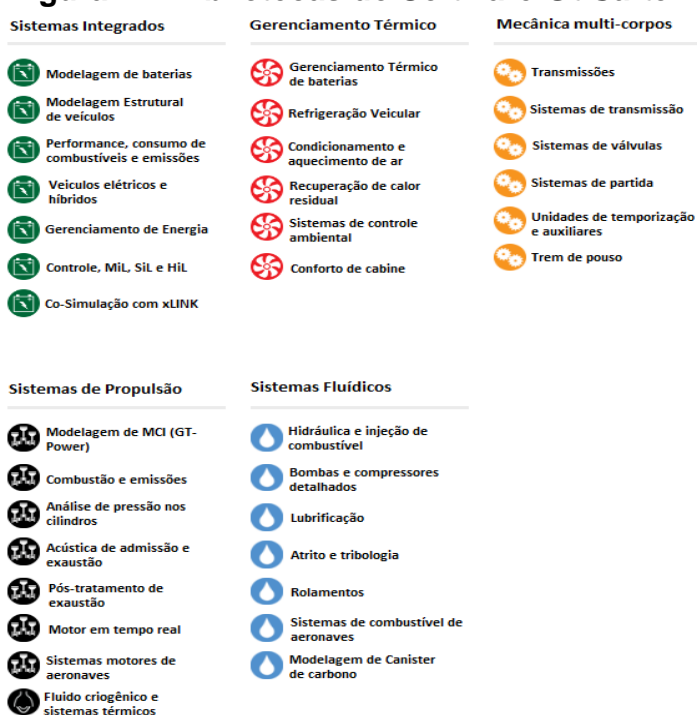 Sistemas Integrados
Modelagem de baterias
Modelagem Estrutural
de veículos
Performance, consumo de
combustíveis e emissões
Veiculos elétricos e
híbridos
Gerenciamento de Energia
Controle, MiL, SiL e HiL
Co-Simulação com xLINK
Gerenciamento Térmico
Gerenciamento Térmico
de baterias
Refrigeração Veicular
Condicionamento e
aquecimento de ar
Recuperação de calor
residual
Sistemas de controle
ambiental
Conforto de cabine
Mecânica multi-corpos
Transmissões
Sistemas de transmissão
Sistemas de válvulas
Sistemas de partida
Unidades de temporização
e auxiliares
Trem de pouso
Sistemas de Propulsão
Modelagem de MCI (GT-
Power)
Combustão e emissões
Análise de pressão nos
cilindros
Acústica de admissão e
exaustão
Pós-tratamento de
exaustão
Motor em tempo real
Sistemas motores de
aeronaves
Fluido criogênico e
sistemas térmicos
Sistemas Fluídicos
Hidráulica e injeção de
combustível
Bombas e compressores
detalhados
Lubrificação
Atrito e tribologia
Rolamentos
Sistemas de combustível de
aeronaves
Modelagem de Canister
de carbono